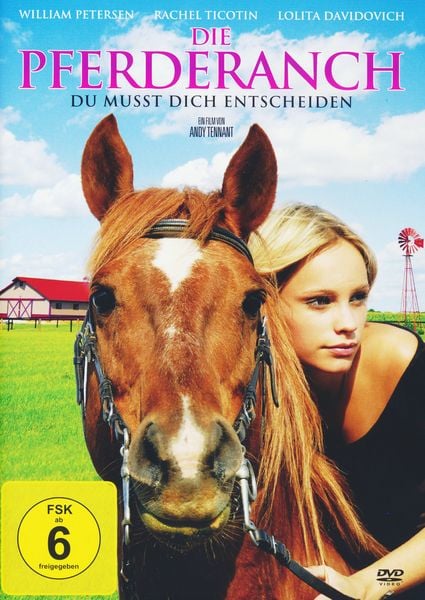 WILLIAM PETERSEN RACHEL TICOTIN LOLITA DAVIDOVICH
DIE
PFERDERANCH
DU MUSST DICH ENTSCHEIDEN
EIN FILM VON
ANDY TENNANT
FSK
ab
6
freigegeben
DVD
VIDEO